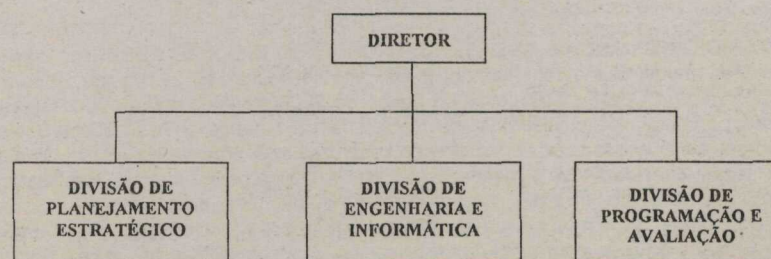 DIRETOR
DIVISÃO DE
PLANEJAMENTO
ESTRATÉGICO
DIVISÃO DE
ENGENHARIA E
INFORMÁTICA
DIVISÃO DE
PROGRAMAÇÃO E
AVALIAÇÃO